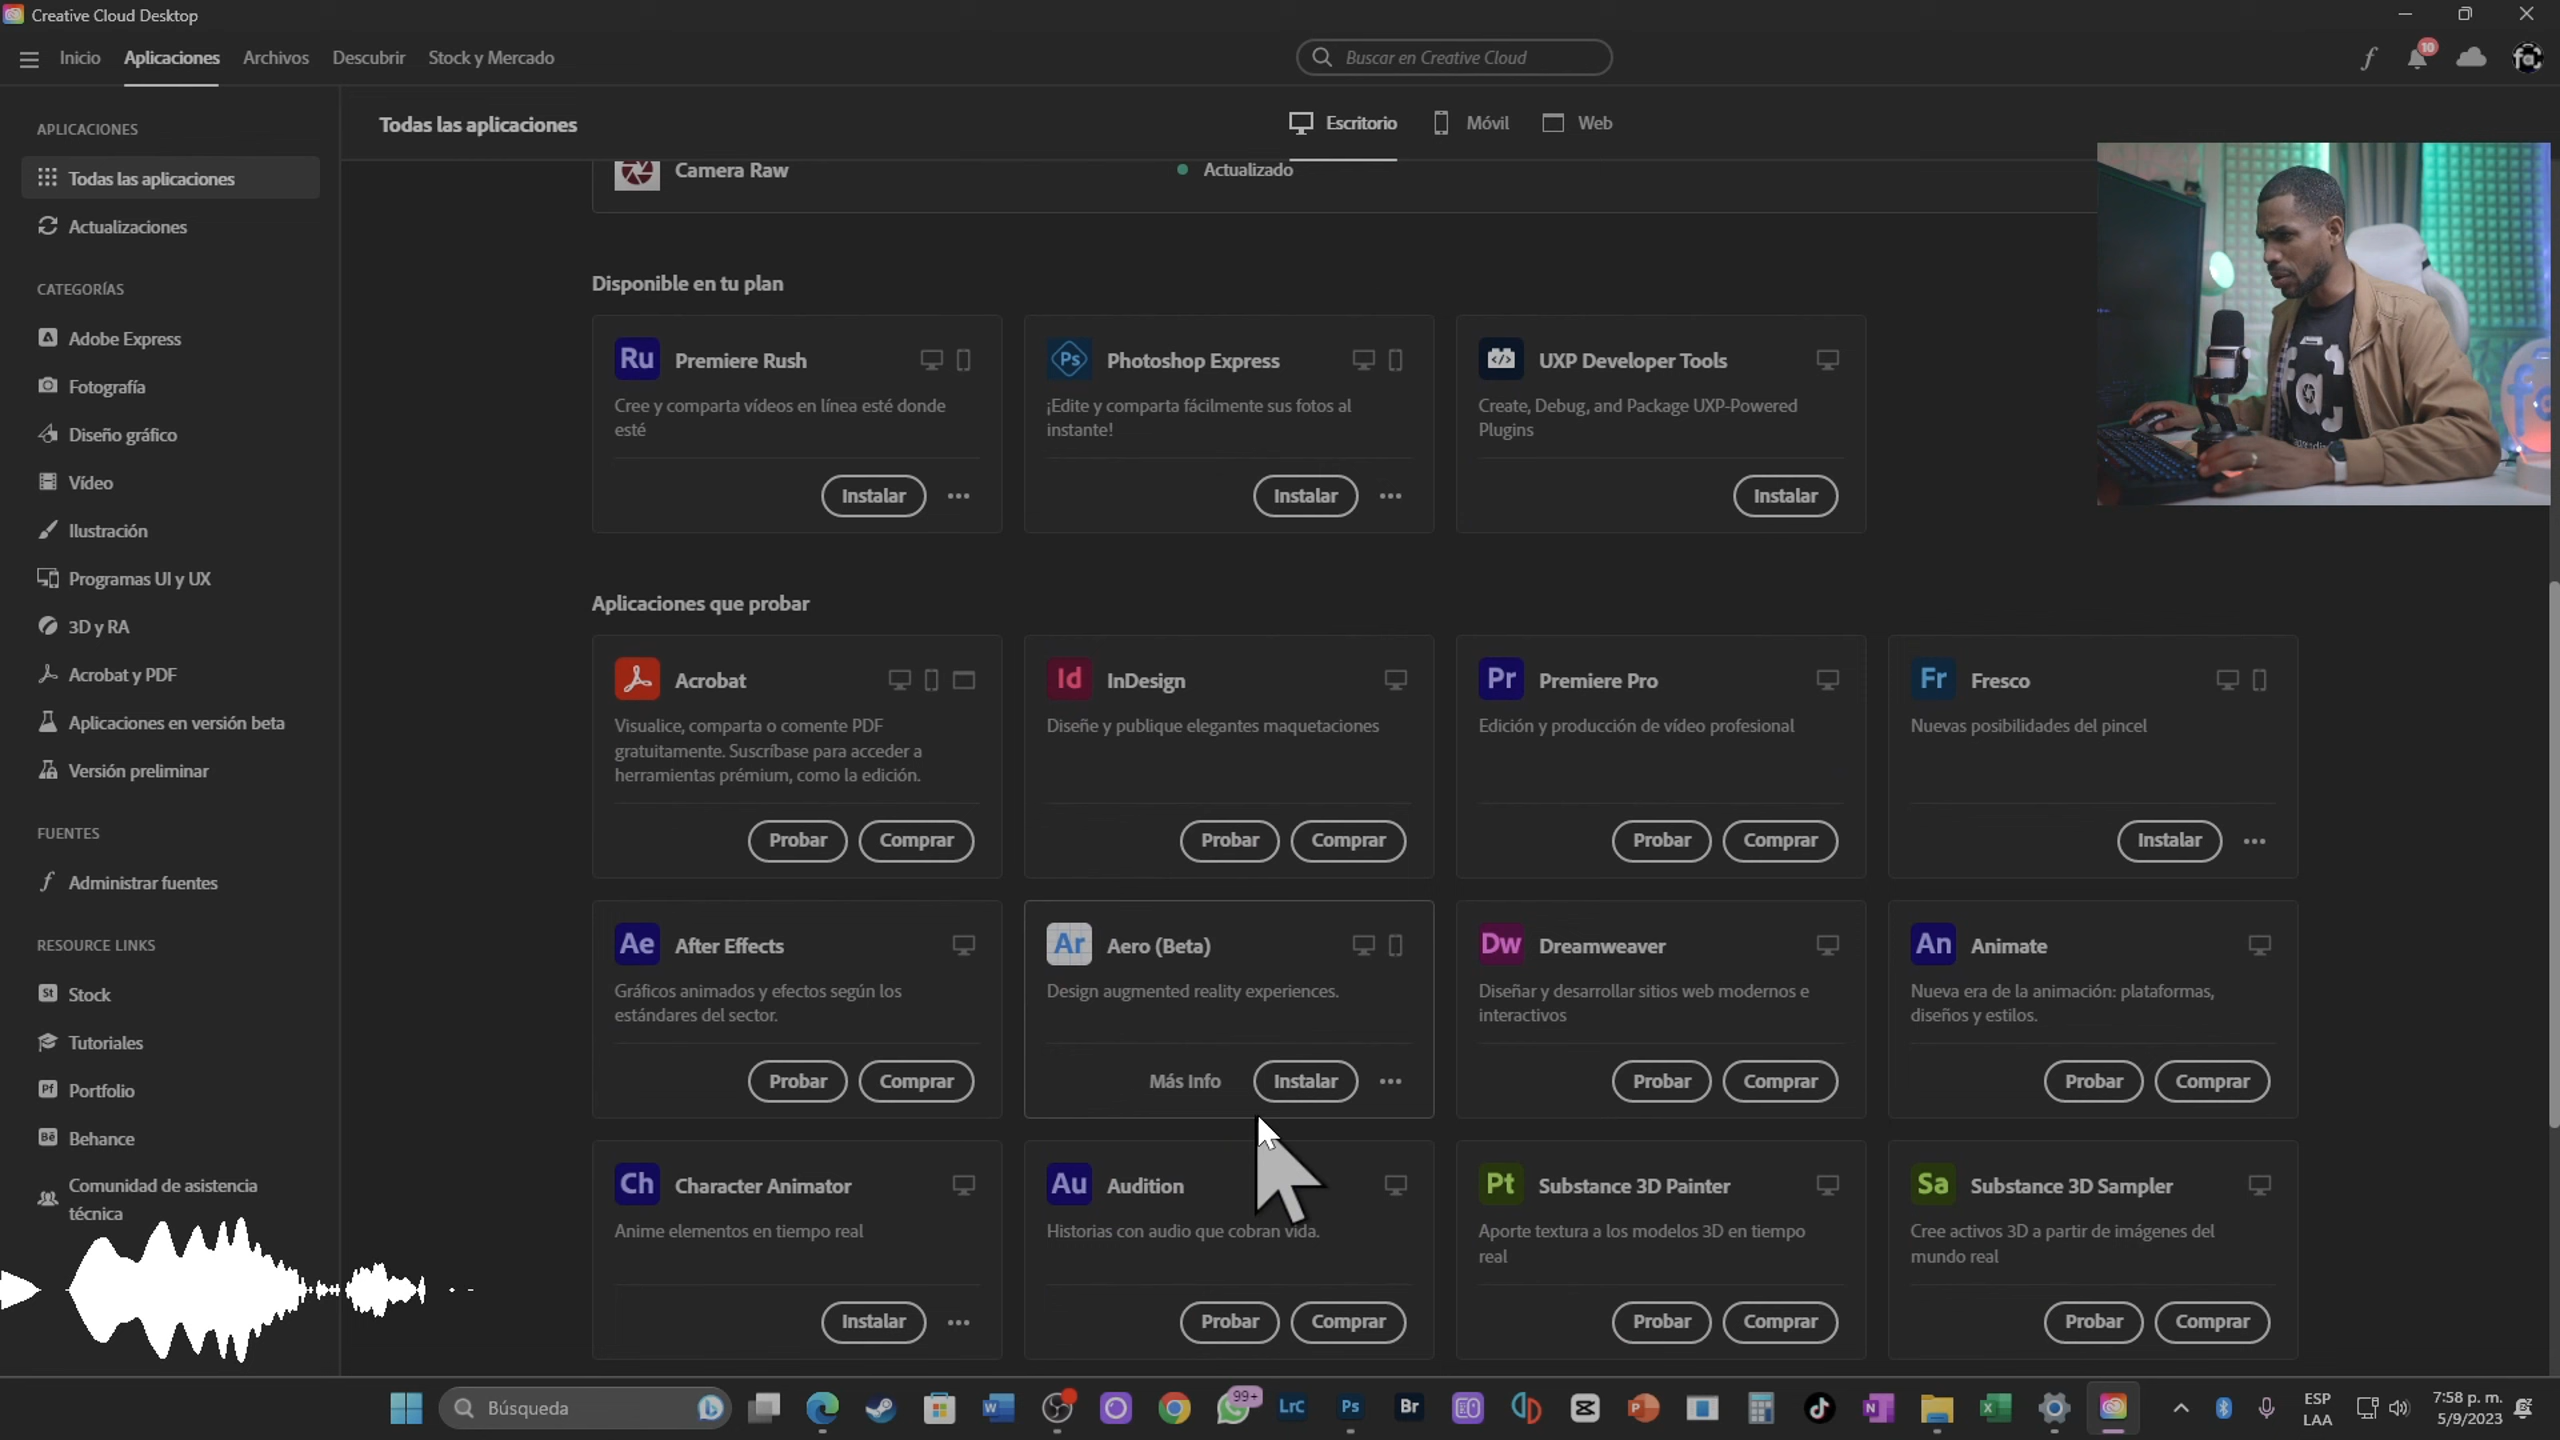 Creative Cloud Desktop
Inicio
Aplicaciones
Archivos
Descubrir
Stock y Mercado
Buscar en Creative Cloud
10
fa
APLICACIONES
Todas las aplicaciones
Actualizaciones
CATEGORÍAS
Adobe Express
Fotografía
Diseño gráfico
Vídeo
Ilustración
Programas UI y UX
3D y RA
Acrobat y PDF
Aplicaciones en versión beta
Versión preliminar
FUENTES
Administrar fuentes
RESOURCE LINKS
St Stock
Tutoriales
Pf Portfolio
Bē Behance
Comunidad de asistencia
técnica
Todas las aplicaciones
Escritorio
Móvil
Web
Camera Raw
Actualizado
Disponible en tu plan
Ru Premiere Rush
Cree y comparta vídeos en línea esté donde
esté
Instalar
Ps Photoshop Express
¡Edite y comparta fácilmente sus fotos al
instante!
Instalar
UXP Developer Tools
Create, Debug, and Package UXP-Powered
Plugins
Instalar
Aplicaciones que probar
Acrobat
Visualice, comparta o comente PDF
gratuitamente. Suscríbase para acceder a
herramientas prémium, como la edición.
Probar
Comprar
Id InDesign
Diseñe y publique elegantes maquetaciones
Probar
Comprar
Pr Premiere Pro
Edición y producción de vídeo profesional
Probar
Comprar
Fr Fresco
Nuevas posibilidades del pincel
Instalar
Ae After Effects
Gráficos animados y efectos según los
estándares del sector.
Probar
Comprar
Ar Aero (Beta)
Design augmented reality experiences.
Más Info
Instalar
Dw Dreamweaver
Diseñar y desarrollar sitios web modernos e
interactivos
Probar
Comprar
An Animate
Nueva era de la animación: plataformas,
diseños y estilos.
Probar
Comprar
Ch Character Animator
Anime elementos en tiempo real
Instalar
Au Audition
Historias con audio que cobran vida.
Probar
Comprar
Pt Substance 3D Painter
Aporte textura a los modelos 3D en tiempo
real
Probar
Comprar
Sa Substance 3D Sampler
Cree activos 3D a partir de imágenes del
mundo real
Probar
Comprar
Búsqueda
99+
LrC
Ps
Br
ESP
LAA
7:58 p. m.
5/9/2023